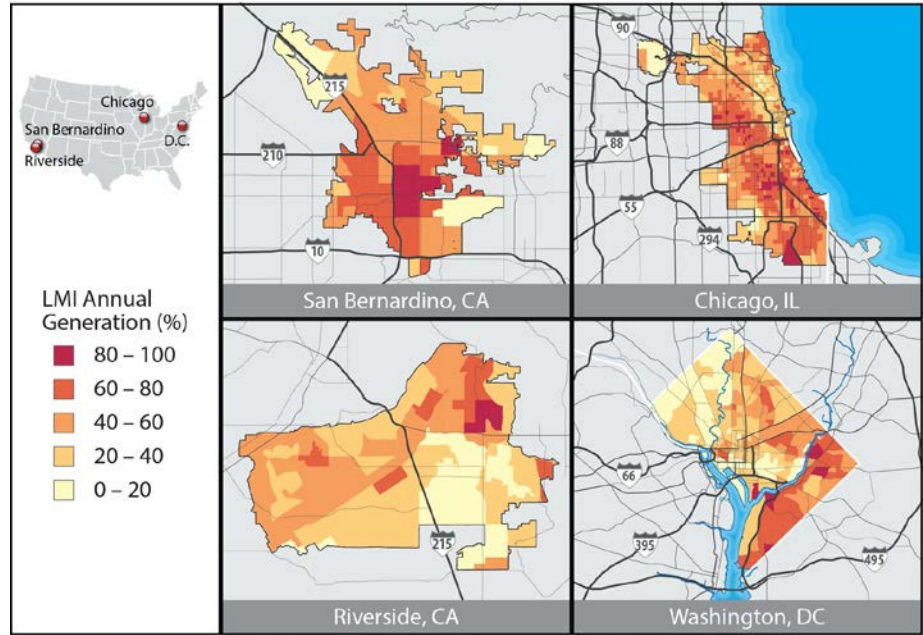 Chicago
San Bernardino
D.C.
Riverside
LMI Annual
Generation (%)
80 – 100
60 – 80
40 – 60
20 – 40
0 – 20
215
210
10
San Bernardino, CA
90
88
55
294
Chicago, IL
215
Riverside, CA
66
395
495
Washington, DC